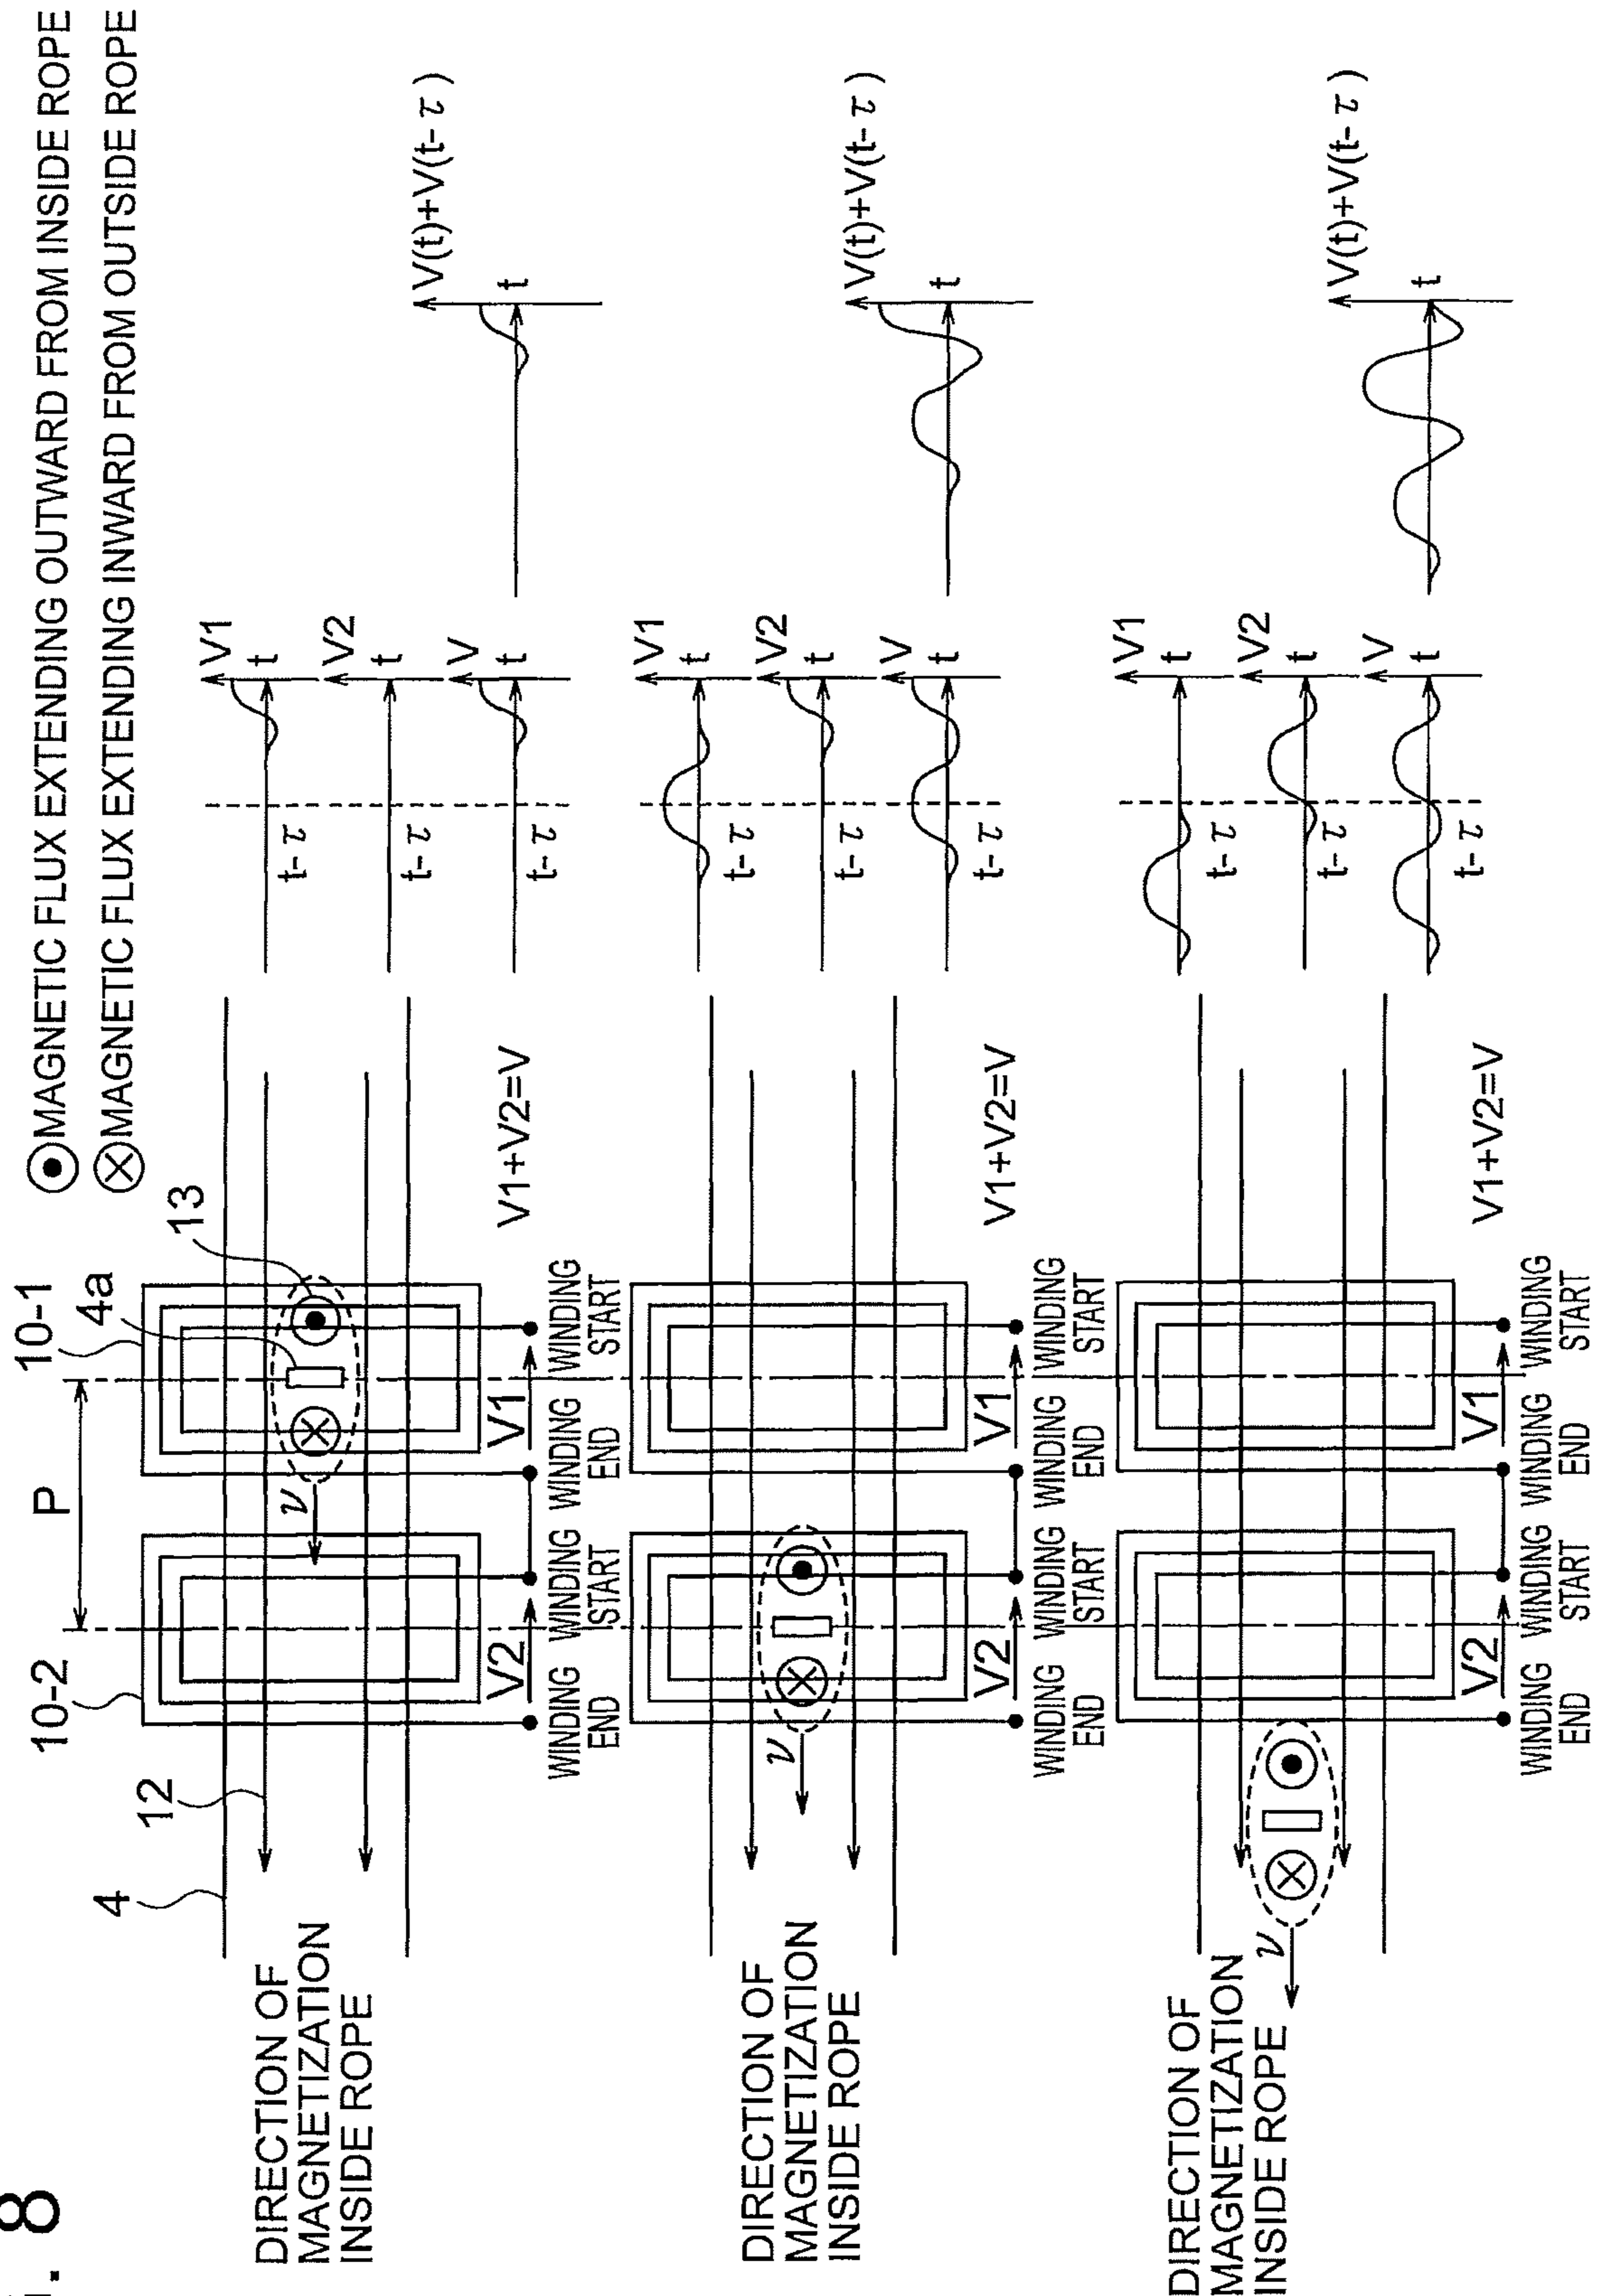 . 8
⊙ MAGNETIC FLUX EXTENDING OUTWARD FROM INSIDE ROPE
⊗ MAGNETIC FLUX EXTENDING INWARD FROM OUTSIDE ROPE
10-2
P
10-1
4a
13
4
12
ν
DIRECTION OF
MAGNETIZATION
INSIDE ROPE
V2
V1
V1+V2=V
WINDING
END
WINDING
START
WINDING
END
WINDING
START
V1
t
t-τ
V2
t
t-τ
V
t
t-τ
V(t)+V(t-τ)
t
DIRECTION OF
MAGNETIZATION
INSIDE ROPE
ν
V2
V1
V1+V2=V
WINDING
END
WINDING
START
WINDING
END
WINDING
START
V1
t
t-τ
V2
t
t-τ
V
t
t-τ
V(t)+V(t-τ)
t
DIRECTION OF
MAGNETIZATION
INSIDE ROPE
ν
V2
V1
V1+V2=V
WINDING
END
WINDING
START
WINDING
END
WINDING
START
V1
t
t-τ
V2
t
t-τ
V
t
t-τ
V(t)+V(t-τ)
t